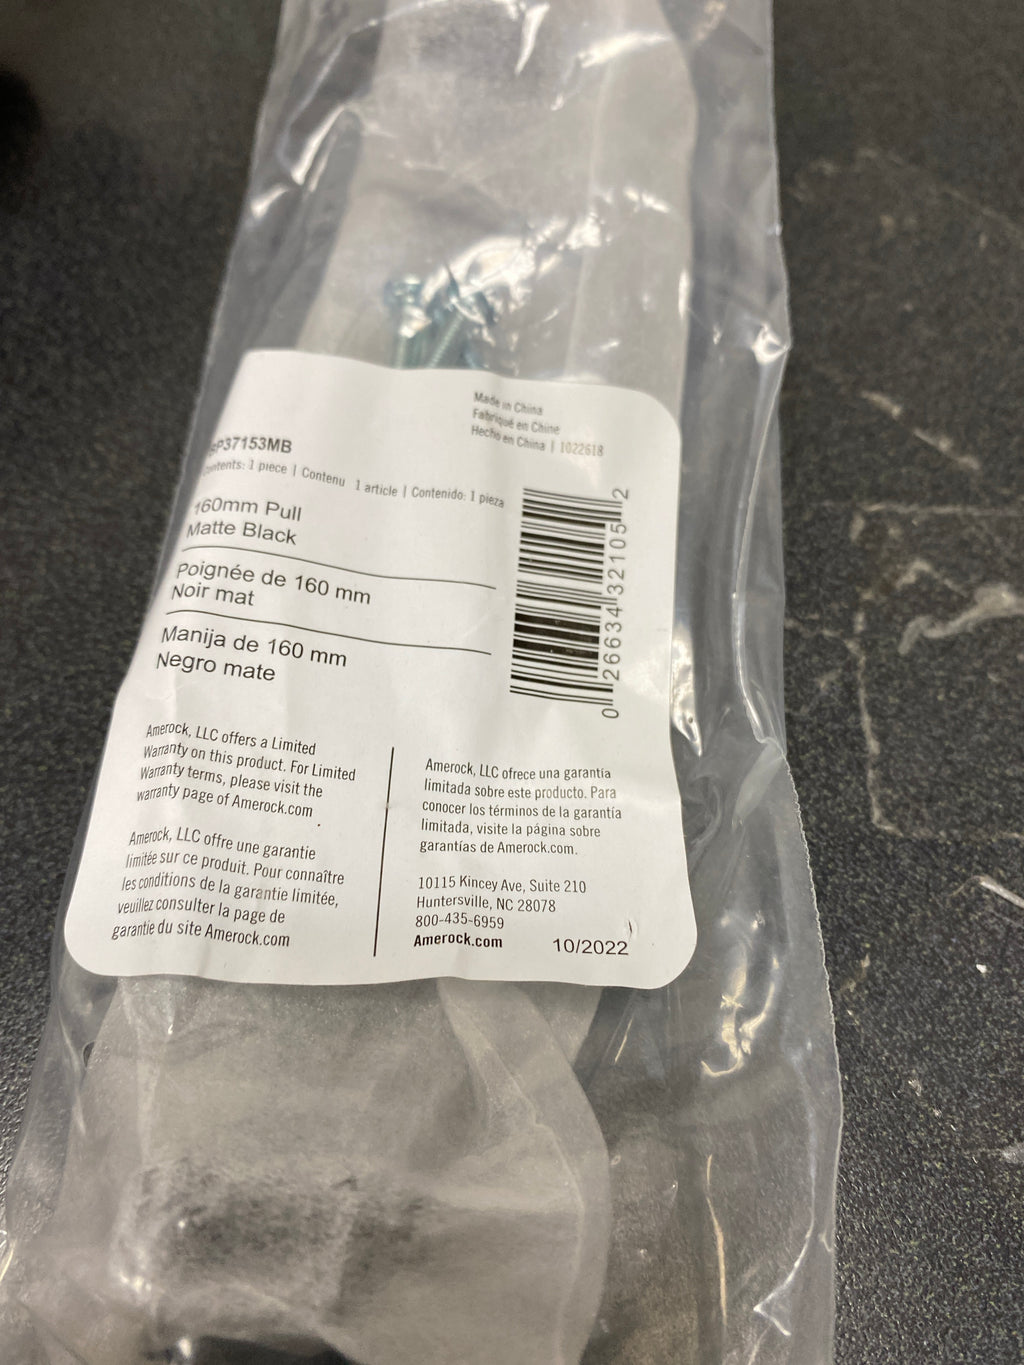 Made in China
Fabriqué en Chine
Hecho en China | 1022618
P37153MB
Contents: 1 piece | Contenu 1 article | Contenido: 1 pieza
160mm Pull
Matte Black
Poignée de 160 mm
Noir mat
Manija de 160 mm
Negro mate
0 26634 32105 2
Amerock, LLC offers a Limited
Warranty on this product. For Limited
Warranty terms, please visit the
warranty page of Amerock.com
Amerock, LLC offre une garantie
limitée sur ce produit. Pour connaître
les conditions de la garantie limitée,
veuillez consulter la page de
garantie du site Amerock.com
Amerock, LLC ofrece una garantía
limitada sobre este producto. Para
conocer los términos de la garantía
limitada, visite la página sobre
garantías de Amerock.com.
10115 Kincey Ave, Suite 210
Huntersville, NC 28078
800-435-6959
Amerock.com 10/2022